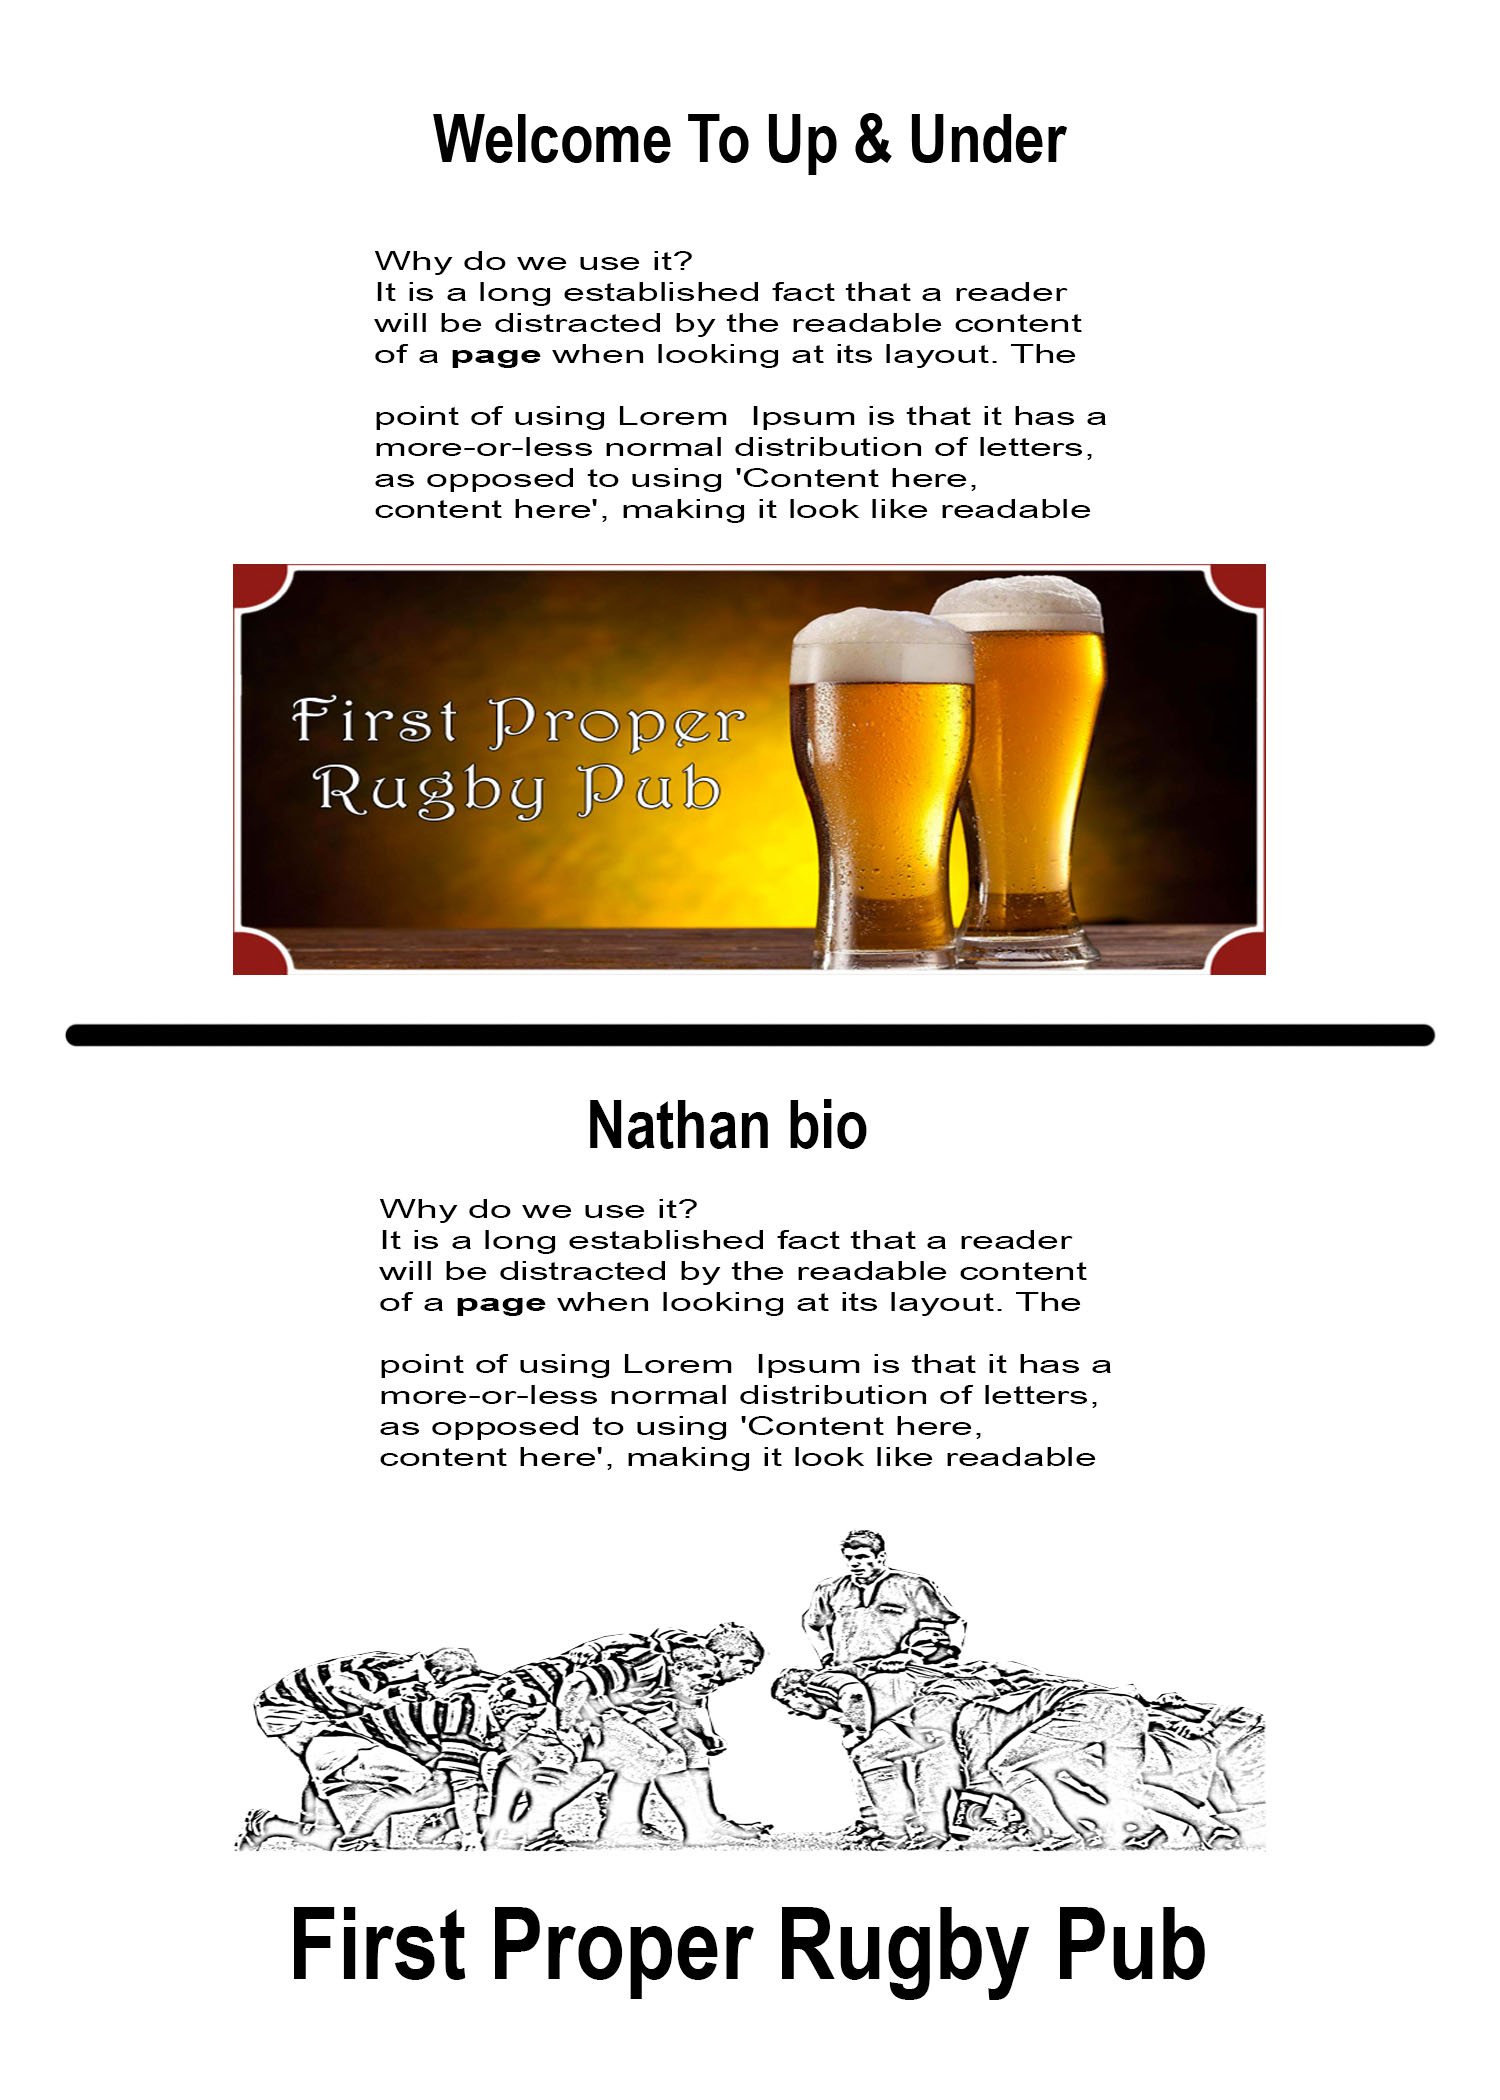 Welcome To Up & Under
Why do we use it?
It is a long established fact that a reader
will be distracted by the readable content
of a page when looking at its layout. The
point of using Lorem  Ipsum is that it has a
more-or-less normal distribution of letters,
as opposed to using 'Content here,
content here', making it look like readable
First Proper
Rugby Pub
Nathan bio
Why do we use it?
It is a long established fact that a reader
will be distracted by the readable content
of a page when looking at its layout. The
point of using Lorem  Ipsum is that it has a
more-or-less normal distribution of letters,
as opposed to using 'Content here,
content here', making it look like readable
First Proper Rugby Pub